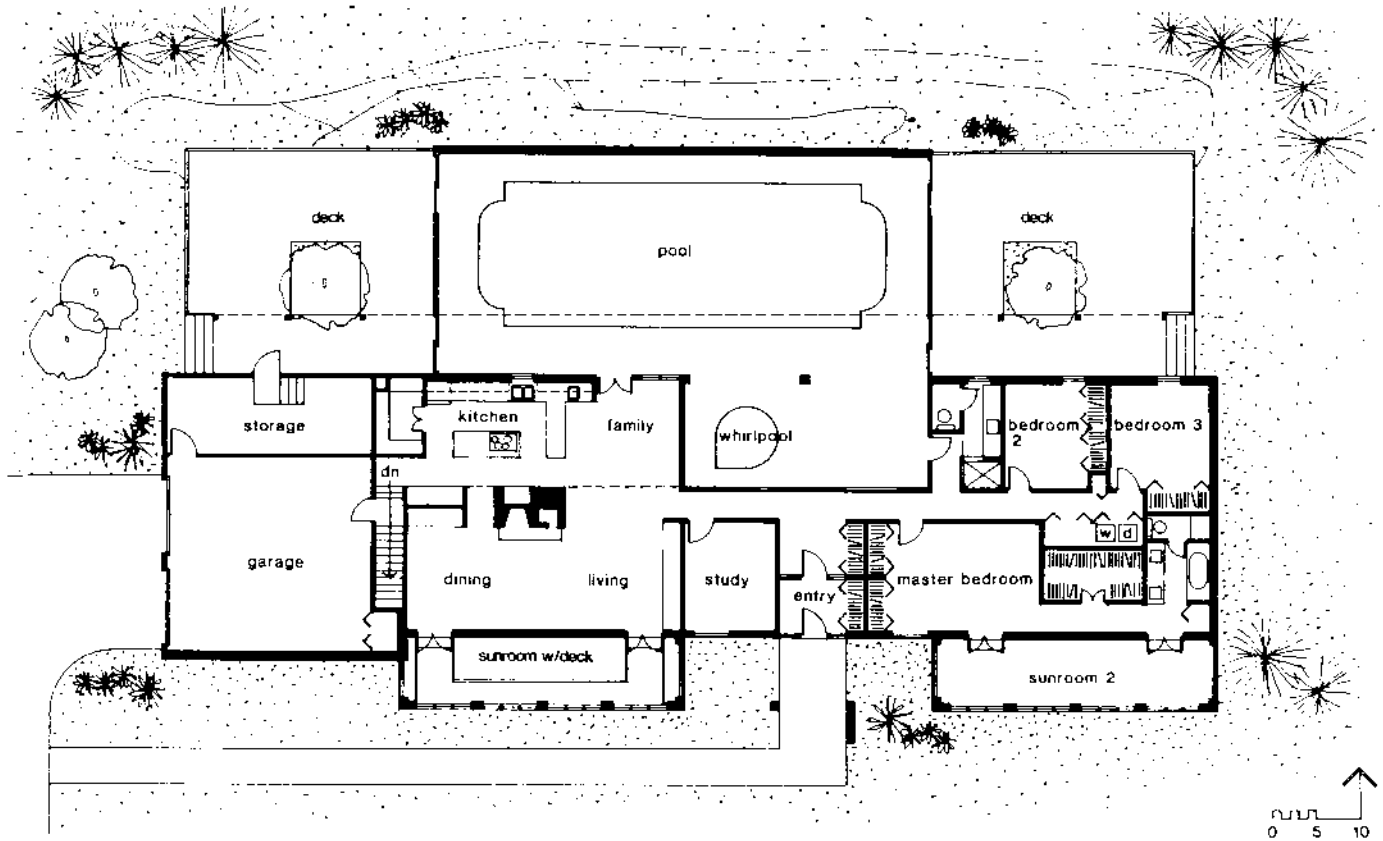 deck
deck
pool
kitchen
family
whirlpool
bedroom
2
bedroom 3
storage
dn
w d
garage
dining
living
study
entry
master bedroom
sunroom w/deck
sunroom 2
0 5 10